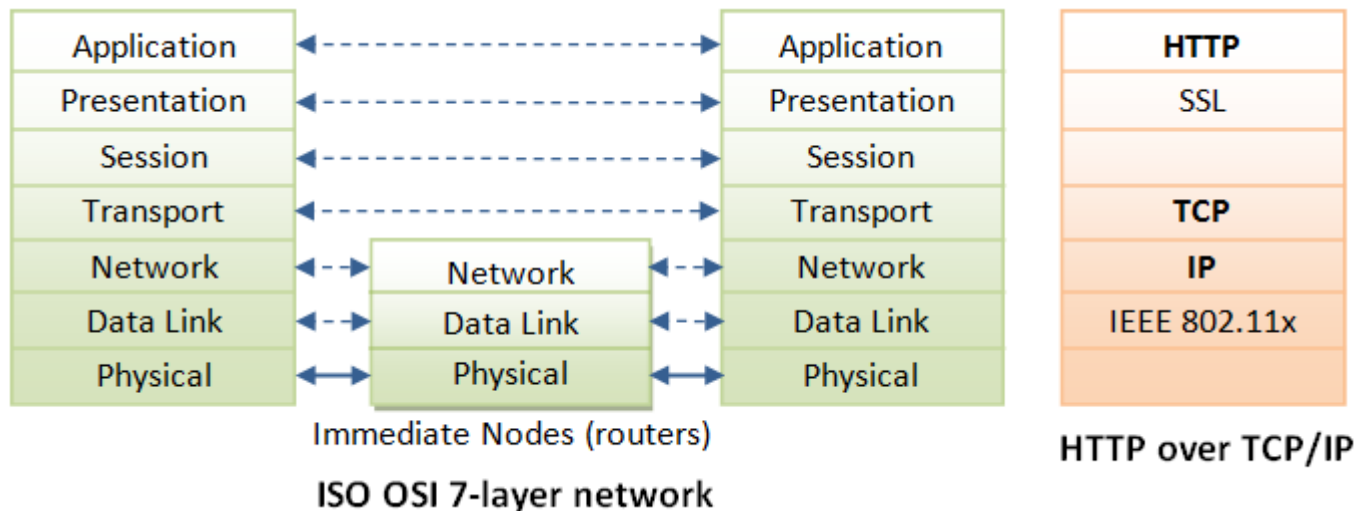 Application
Presentation
Session
Transport
Network
Data Link
Physical
Network
Data Link
Physical
Immediate Nodes (routers)
Application
Presentation
Session
Transport
Network
Data Link
Physical
ISO OSI 7-layer network
HTTP
SSL
TCP
IP
IEEE 802.11x
HTTP over TCP/IP